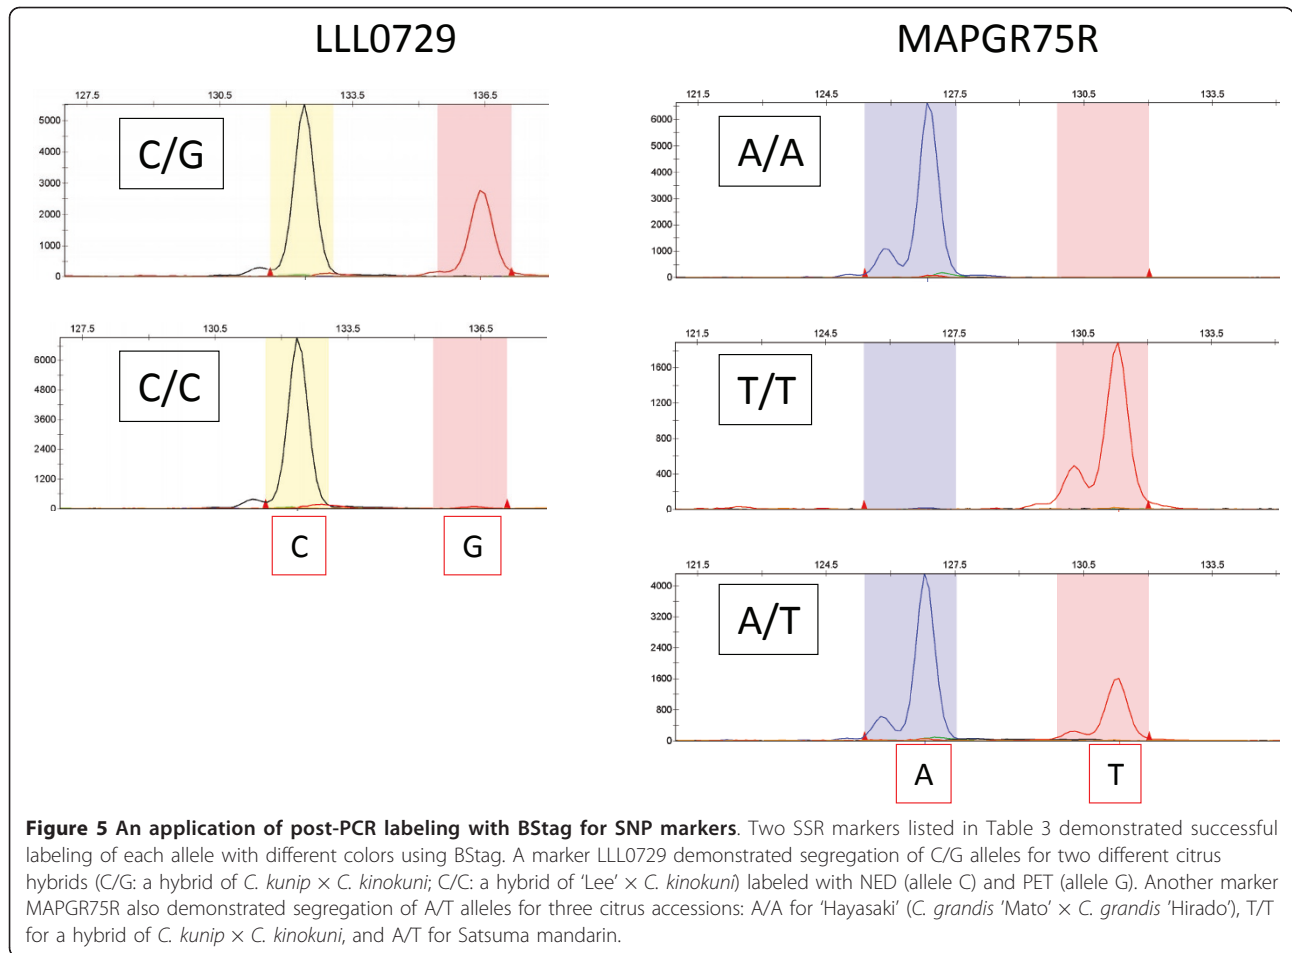 LLL0729
127.5 130.5 133.5 136.5
5000
4000
3000
2000
1000
0
C/G
127.5 130.5 133.5 136.5
6000
4800
3600
2400
1200
0
C/C
C G
MAPGR75R
121.5 124.5 127.5 130.5 133.5
6000
5000
4000
3000
2000
1000
0
A/A
121.5 124.5 127.5 130.5 133.5
1600
1200
800
400
0
T/T
121.5 124.5 127.5 130.5 133.5
4000
3200
2400
1600
800
0
A/T
A T
Figure 5 An application of post-PCR labeling with BStag for SNP markers. Two SSR markers listed in Table 3 demonstrated successful
labeling of each allele with different colors using BStag. A marker LLL0729 demonstrated segregation of C/G alleles for two different citrus
hybrids (C/G: a hybrid of C. kunip × C. kinokuni; C/C: a hybrid of ‘Lee’ × C. kinokuni) labeled with NED (allele C) and PET (allele G). Another marker
MAPGR75R also demonstrated segregation of A/T alleles for three citrus accessions: A/A for ‘Hayasaki’ (C. grandis ’Mato’ × C. grandis ’Hirado’), T/T
for a hybrid of C. kunip × C. kinokuni, and A/T for Satsuma mandarin.